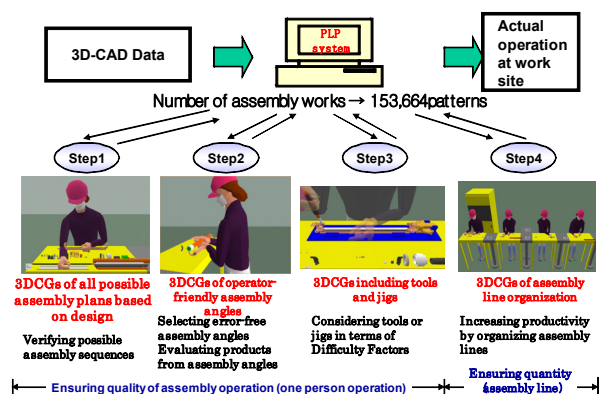 3D-CAD Data
PLP
system
Actual
operation
at work
site
Number of assembly works → 153,664patterns
Step1
Step2
Step3
Step4
3DCGs of all possible
assembly plans based
on design
Verifying possible
assembly sequences
3DCGs of operator-
friendly assembly
angles
Selecting error-free
assembly angles
Evaluating products
from assembly angles
3DCGs including tools
and jigs
Considering tools or
jigs in terms of
Difficulty Factors
3DCGs of assembly
line organization
Increasing productivity
by organizing assembly
lines
Ensuring quality of assembly operation (one person operation)
Ensuring quantity
(assembly line)